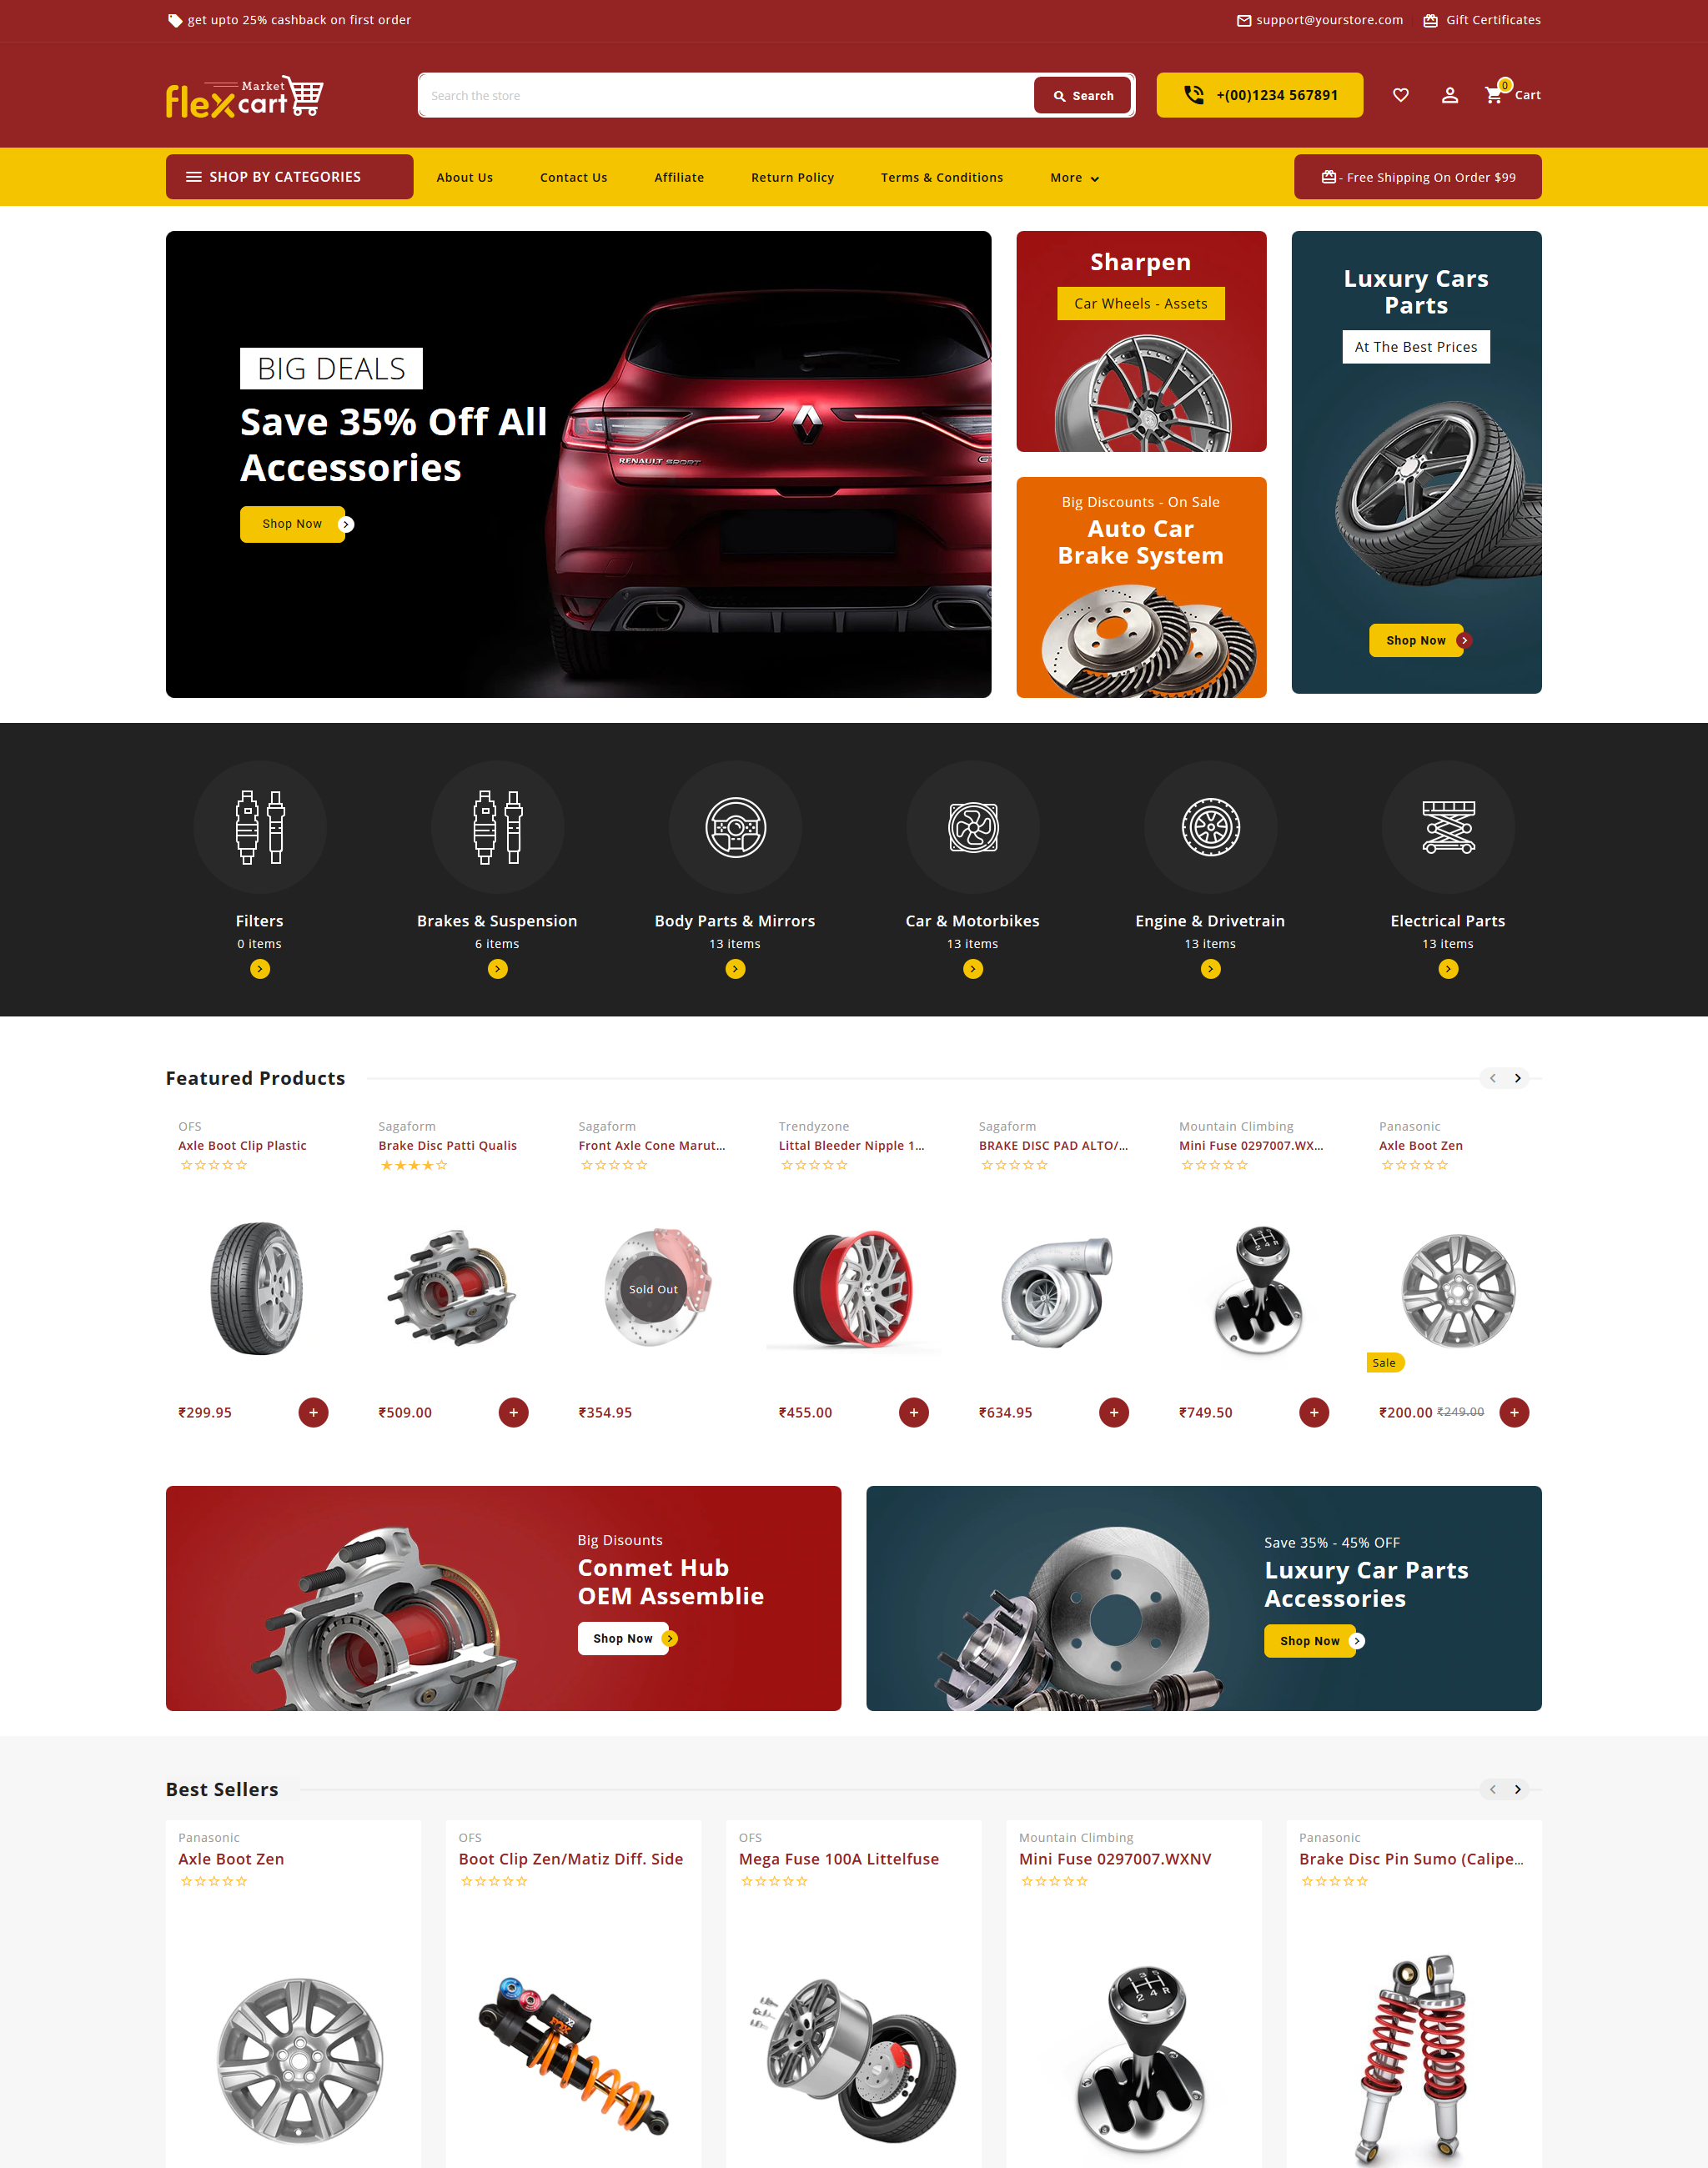 get upto 25% cashback on first order
support@yourstore.com
Gift Certificates
Market
flexcart
Search the store
Search
+(00)1234 567891
0
Cart
SHOP BY CATEGORIES
About Us
Contact Us
Affiliate
Return Policy
Terms & Conditions
More
- Free Shipping On Order $99
BIG DEALS
Save 35% Off All
Accessories
Shop Now
RENAULT SPORT
Sharpen
Car Wheels - Assets
Big Discounts - On Sale
Auto Car
Brake System
Luxury Cars
Parts
At The Best Prices
Shop Now
Filters
0 items
Brakes & Suspension
6 items
Body Parts & Mirrors
13 items
Car & Motorbikes
13 items
Engine & Drivetrain
13 items
Electrical Parts
13 items
Featured Products
OFS
Axle Boot Clip Plastic
₹299.95
Sagaform
Brake Disc Patti Qualis
₹509.00
Sagaform
Front Axle Cone Marut...
Sold Out
₹354.95
Trendyzone
Littal Bleeder Nipple 1...
₹455.00
Sagaform
BRAKE DISC PAD ALTO/...
₹634.95
Mountain Climbing
Mini Fuse 0297007.WX...
₹749.50
Panasonic
Axle Boot Zen
Sale
₹200.00 ₹249.00
Big Disounts
Conmet Hub
OEM Assemblie
Shop Now
Save 35% - 45% OFF
Luxury Car Parts
Accessories
Shop Now
Best Sellers
Panasonic
Axle Boot Zen
OFS
Boot Clip Zen/Matiz Diff. Side
OFS
Mega Fuse 100A Littelfuse
Mountain Climbing
Mini Fuse 0297007.WXNV
1 3 5
2 4 R
Panasonic
Brake Disc Pin Sumo (Calipe...